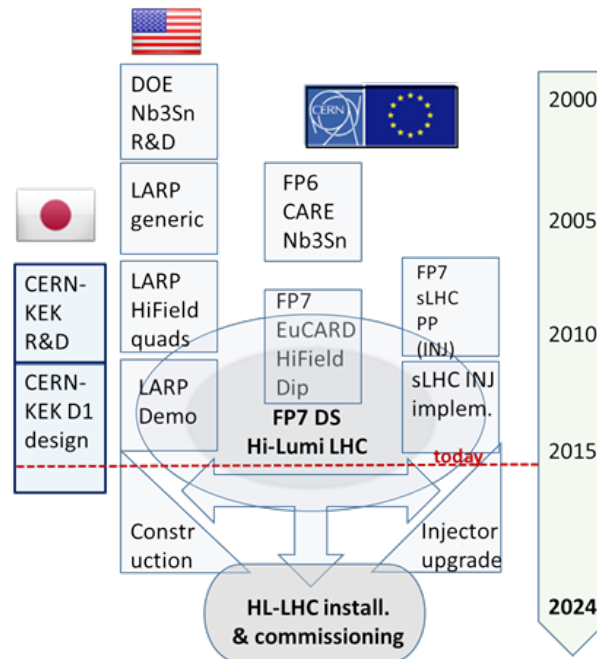 DOE
Nb3Sn
R&D
2000
CERN
LARP
generic
FP6
CARE
Nb3Sn
2005
CERN-
KEK
R&D
LARP
HiField
quads
FP7
EuCARD
HiField
Dip
FP7
sLHC
PP
(INJ)
2010
CERN-
KEK D1
design
LARP
Demo
FP7 DS
Hi-Lumi LHC
sLHC INJ
implem.
2015
today
Constr
uction
Injector
upgrade
HL-LHC install.
& commissioning
2024